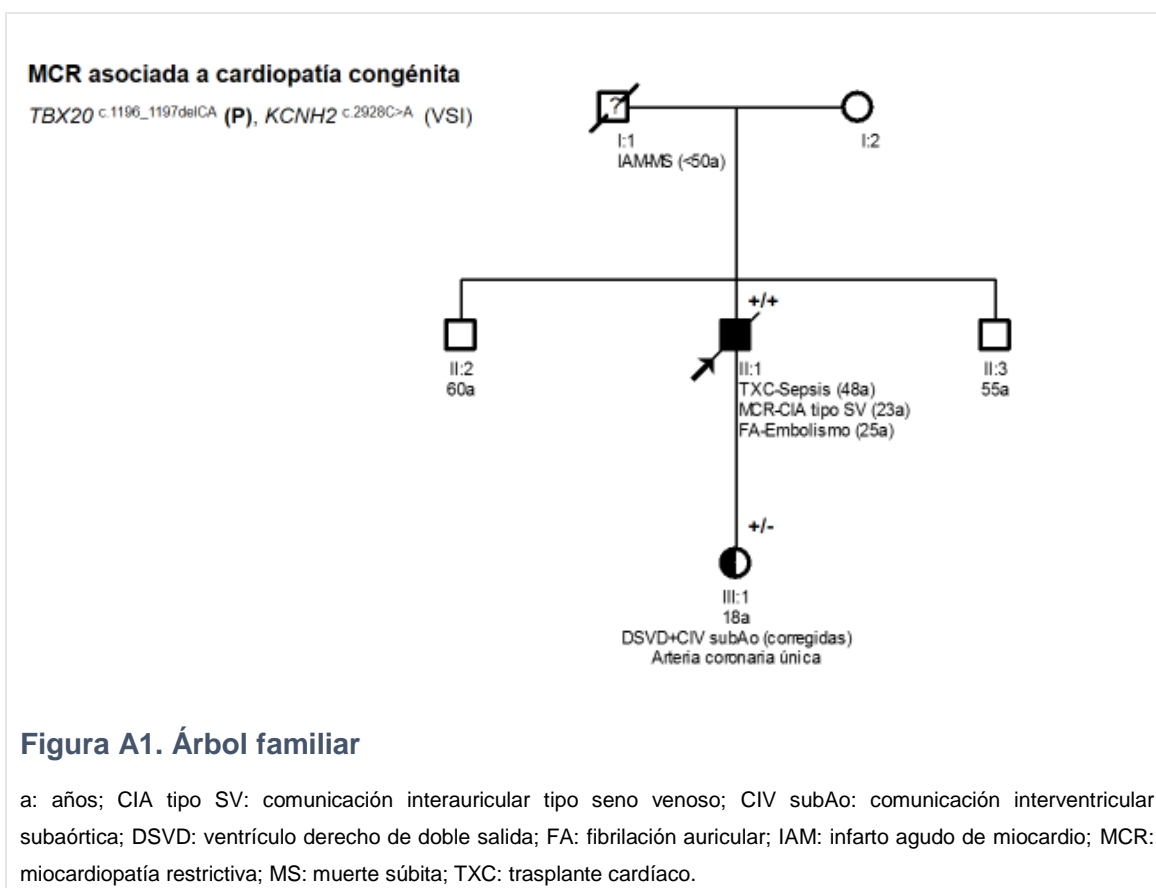 MCR asociada a cardiopatía congénita
TBX20 c.1196_1197delCA (P), KCNH2 c.2928C>A (VSI)
?
I:1
IAM-MS (<50a)
I:2
+/+
II:2
60a
II:1
TXC-Sepsis (48a)
MCR-CIA tipo SV (23a)
FA-Embolismo (25a)
II:3
55a
+/-
III:1
18a
DSVD+CIV subAo (corregidas)
Arteria coronaria única
Figura A1. Árbol familiar
a: años; CIA tipo SV: comunicación interauricular tipo seno venoso; CIV subAo: comunicación interventricular
subaórtica; DSVD: ventrículo derecho de doble salida; FA: fibrilación auricular; IAM: infarto agudo de miocardio; MCR:
miocardiopatía restrictiva; MS: muerte súbita; TXC: trasplante cardíaco.